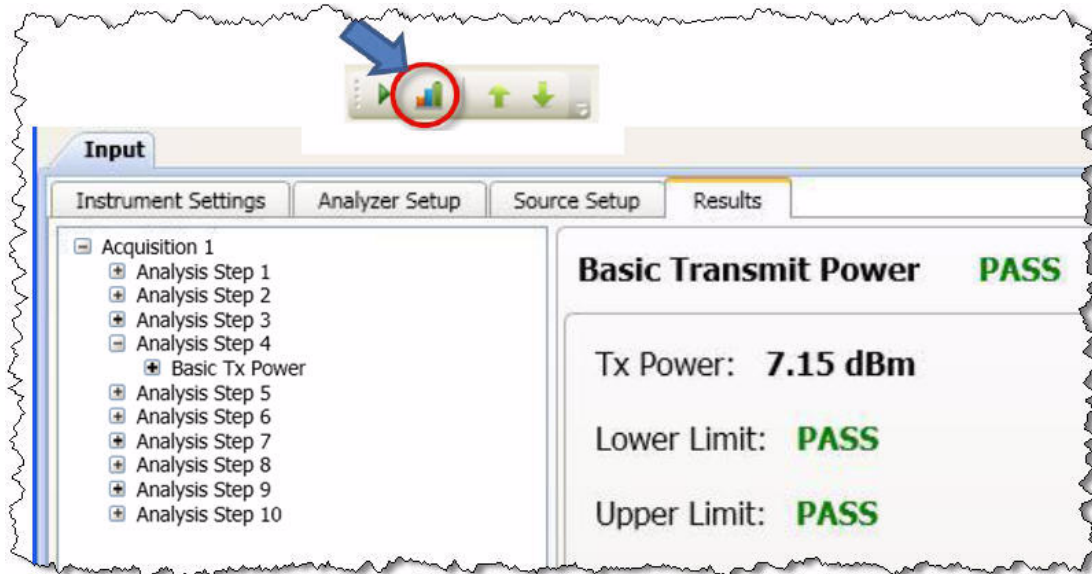 Input
Instrument Settings
Analyzer Setup
Source Setup
Results
Acquisition 1
Analysis Step 1
Analysis Step 2
Analysis Step 3
Analysis Step 4
Basic Tx Power
Analysis Step 5
Analysis Step 6
Analysis Step 7
Analysis Step 8
Analysis Step 9
Analysis Step 10
Basic Transmit Power PASS
Tx Power: 7.15 dBm
Lower Limit: PASS
Upper Limit: PASS